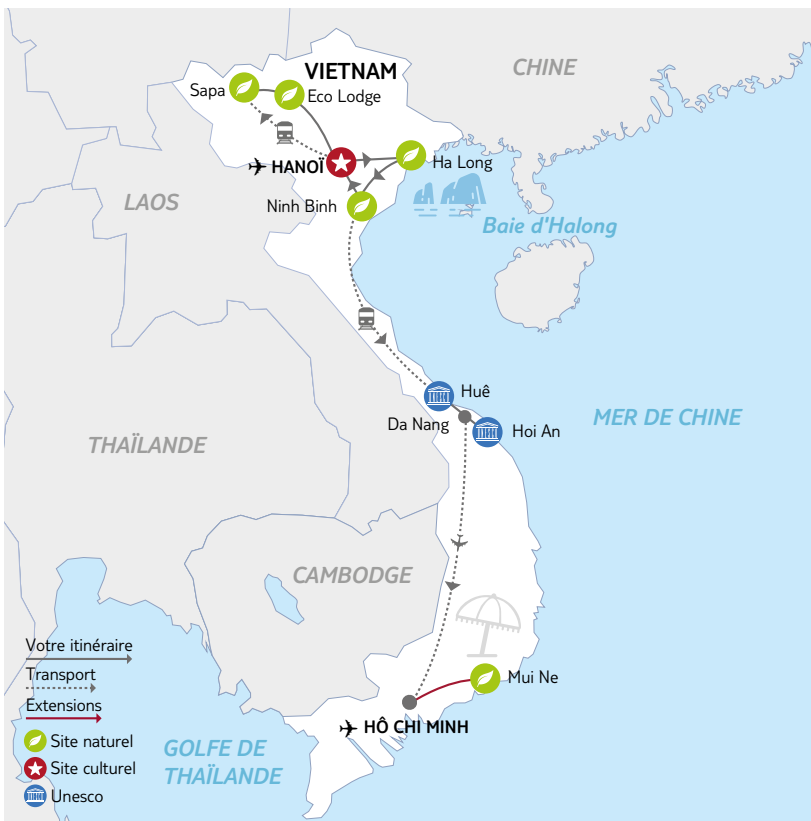 VIETNAM
CHINE
Sapa
Eco Lodge
HANOÏ
Ha Long
LAOS
Ninh Binh
Baie d'Halong
Huê
Da Nang
Hoi An
MER DE CHINE
THAÏLANDE
CAMBODGE
Votre itinéraire
Transport
Extensions
Mui Ne
HÔ CHI MINH
Site naturel
Site culturel
Unesco
GOLFE DE
THAÏLANDE